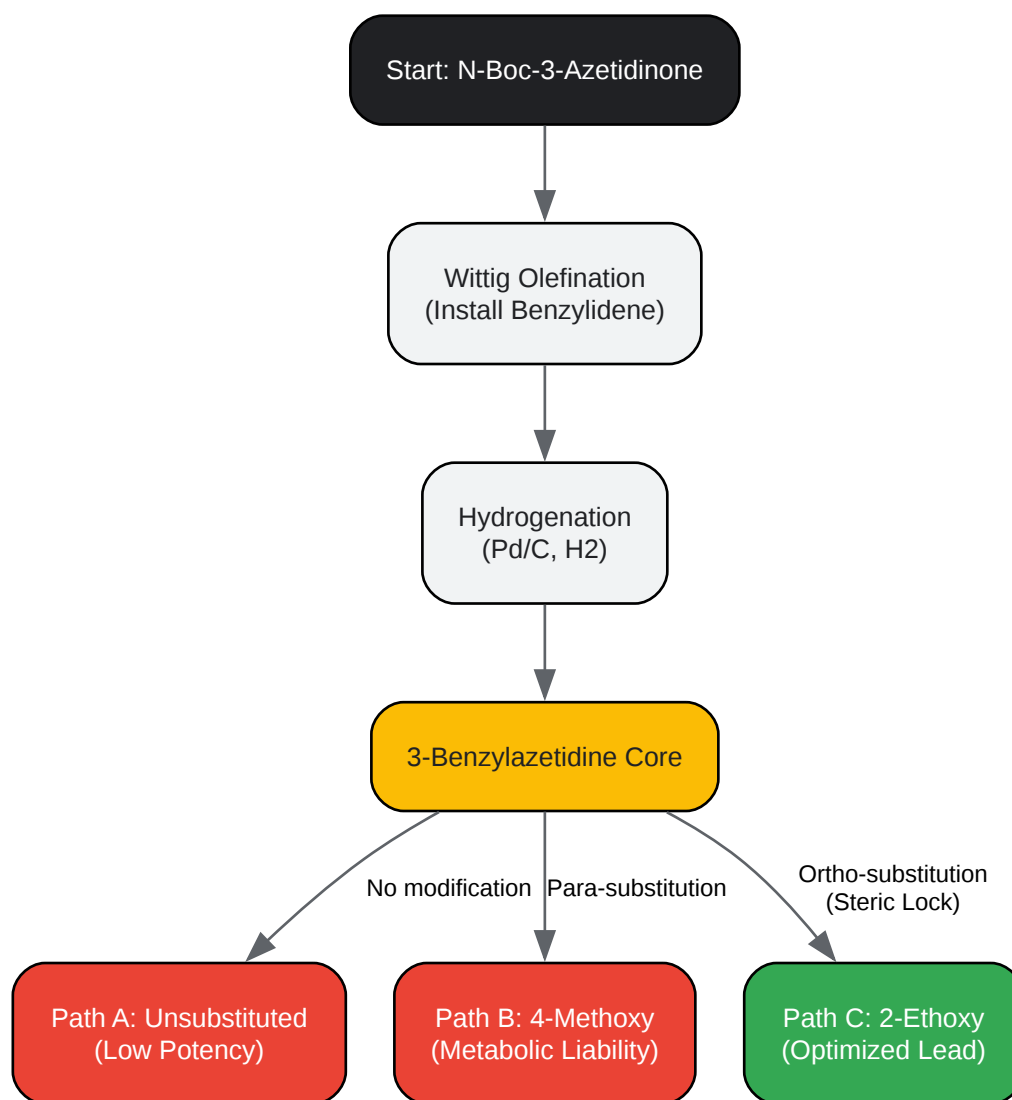 Start: N-Boc-3-Azetidinone
Wittig Olefination
(Install Benzylidene)
Hydrogenation
(Pd/C, H2)
3-Benzylazetidine Core
No modification
Para-substitution
Ortho-substitution
(Steric Lock)
Path A: Unsubstituted
(Low Potency)
Path B: 4-Methoxy
(Metabolic Liability)
Path C: 2-Ethoxy
(Optimized Lead)